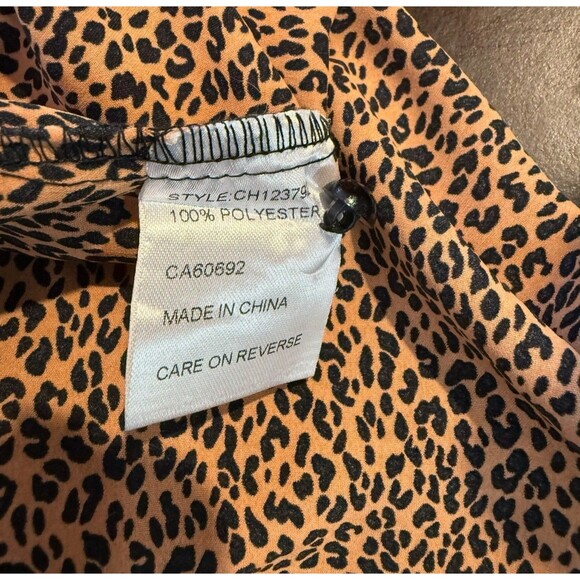 STYLE:CH12379
100% POLYESTER
CA60692
MADE IN CHINA
CARE ON REVERSE